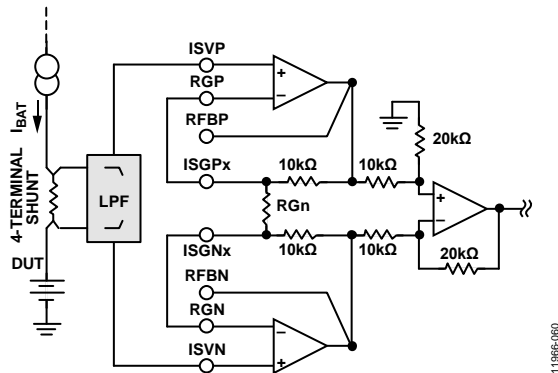 ISVP
RGP
RFBP
ISGPx
10kΩ
10kΩ
20kΩ
+
−
IBAT
4-TERMINAL
SHUNT
LPF
DUT
RGn
+
−
ISGNx
10kΩ
10kΩ
20kΩ
RFBN
RGN
ISVN
−
+
11966-060